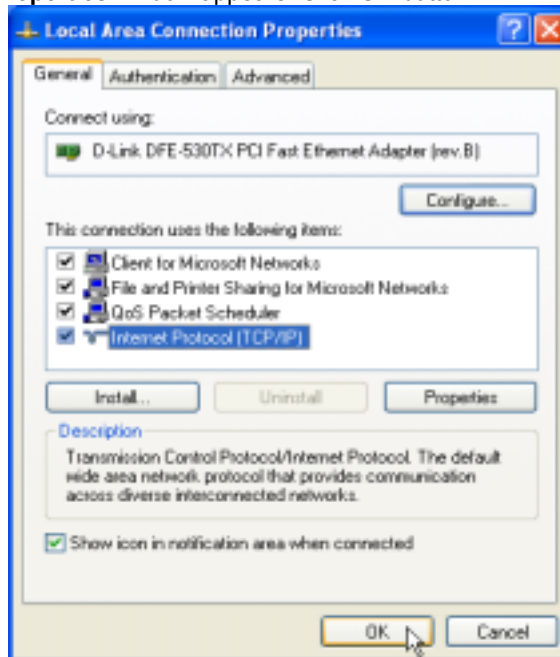 Local Area Connection Properties
General Authentication Advanced
Connect using:
D-Link DFE-530TX PCI Fast Ethernet Adapter (rev.B)
Configure...
This connection uses the following items:
Client for Microsoft Networks
File and Printer Sharing for Microsoft Networks
QoS Packet Scheduler
Internet Protocol (TCP/IP)
Install... Uninstall Properties
Description
Transmission Control Protocol/Internet Protocol. The default
wide area network protocol that provides communication
across diverse interconnected networks.
Show icon in notification area when connected
OK Cancel